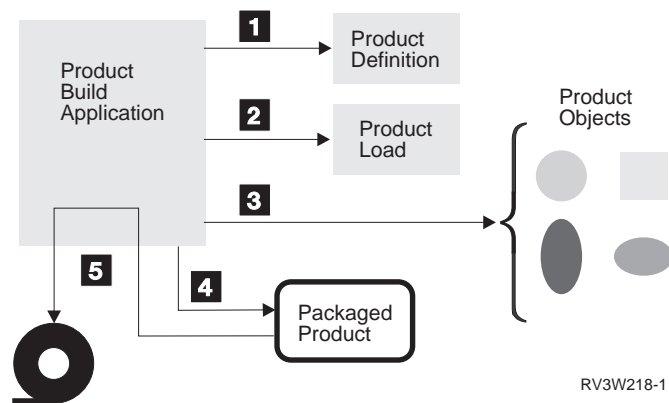 Product
Build
Application
1
Product
Definition
2
Product
Load
Product
Objects
3
5
4
Packaged
Product
RV3W218-1